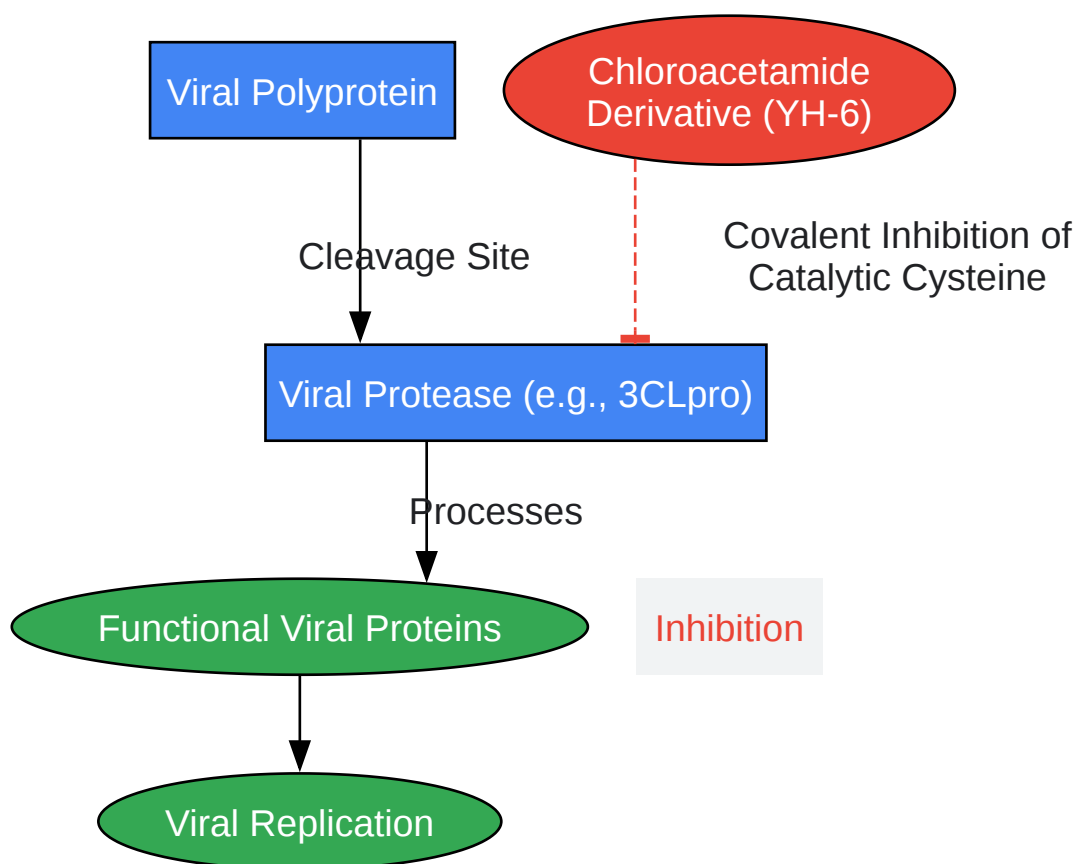 Viral Polyprotein
Chloroacetamide
Derivative (YH-6)
Cleavage Site
Covalent Inhibition of
Catalytic Cysteine
Viral Protease (e.g., 3CLpro)
Processes
Functional Viral Proteins
Inhibition
Viral Replication